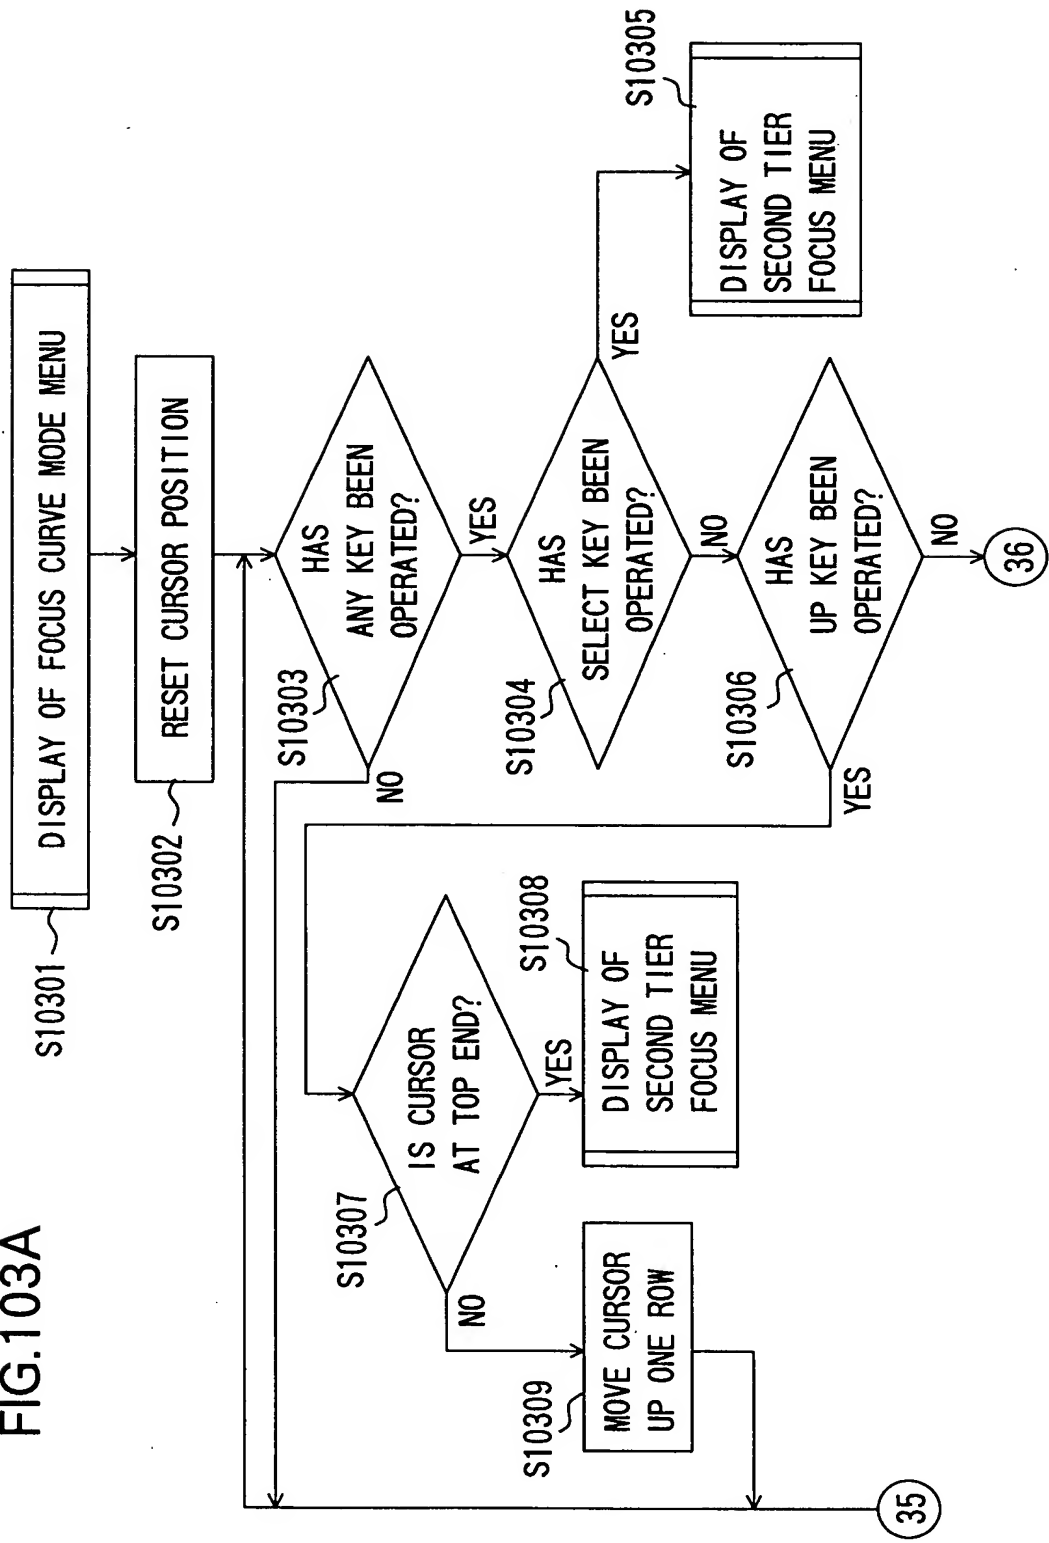 FIG.103A
S10301
DISPLAY OF FOCUS CURVE MODE MENU
S10302
RESET CURSOR POSITION
S10303
HAS
ANY KEY BEEN
OPERATED?
NO
YES
S10304
HAS
SELECT KEY BEEN
OPERATED?
YES
NO
S10305
DISPLAY OF
SECOND TIER
FOCUS MENU
S10306
HAS
UP KEY BEEN
OPERATED?
YES
NO
36
S10307
IS CURSOR
AT TOP END?
NO
YES
S10308
DISPLAY OF
SECOND TIER
FOCUS MENU
S10309
MOVE CURSOR
UP ONE ROW
35